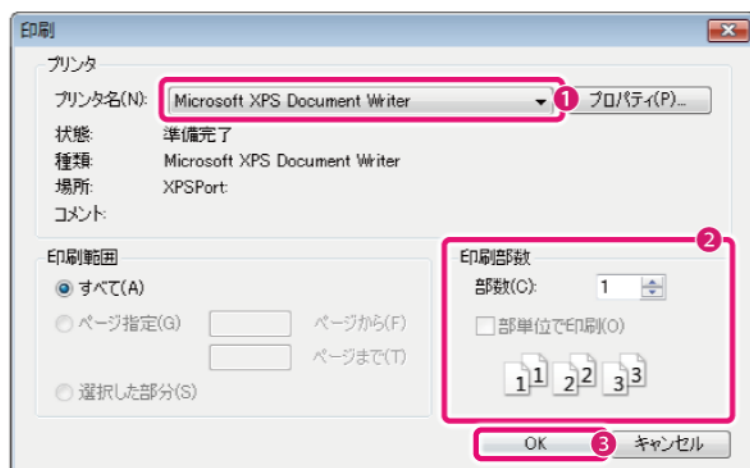 印刷
プリンタ
プリンタ名(N): Microsoft XPS Document Writer 1 プロパティ(P)...
状態: 準備完了
種類: Microsoft XPS Document Writer
場所: XPSPort:
コメント:
印刷範囲
すべて(A)
ページ指定(G) ページから(F)
ページまで(T)
選択した部分(S)
2
印刷部数
部数(C): 1
部単位で印刷(O)
1 1 2 2 3 3
OK 3 キャンセル